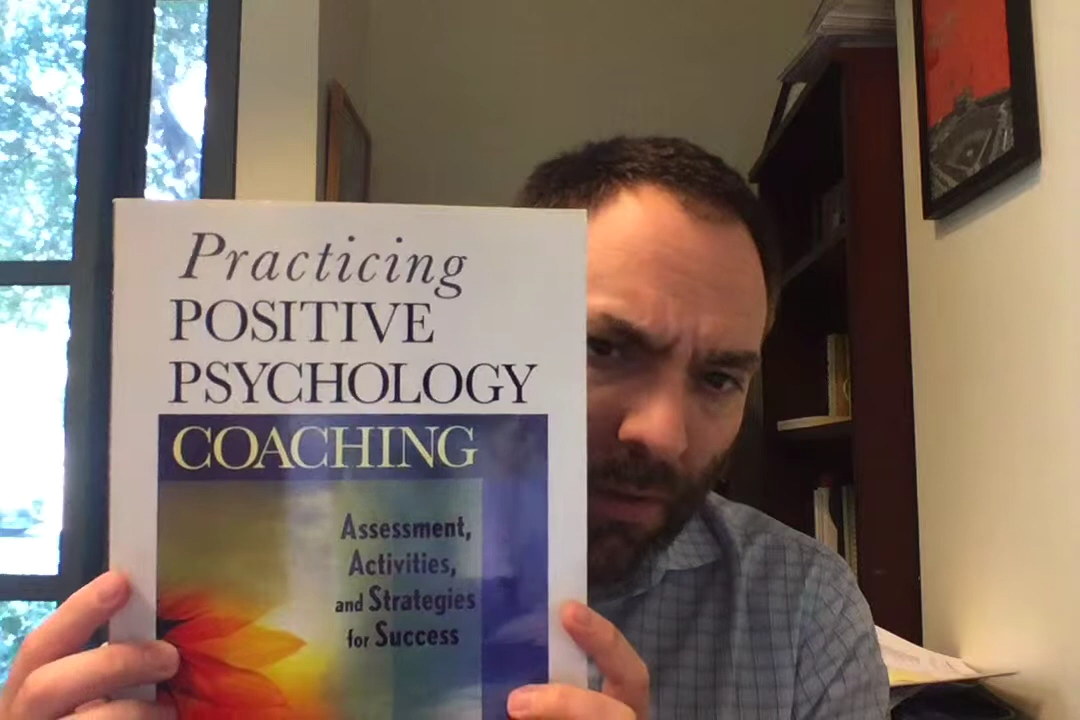 Practicing
POSITIVE
PSYCHOLOGY
COACHING
Assessment,
Activities,
and Strategies
for Success